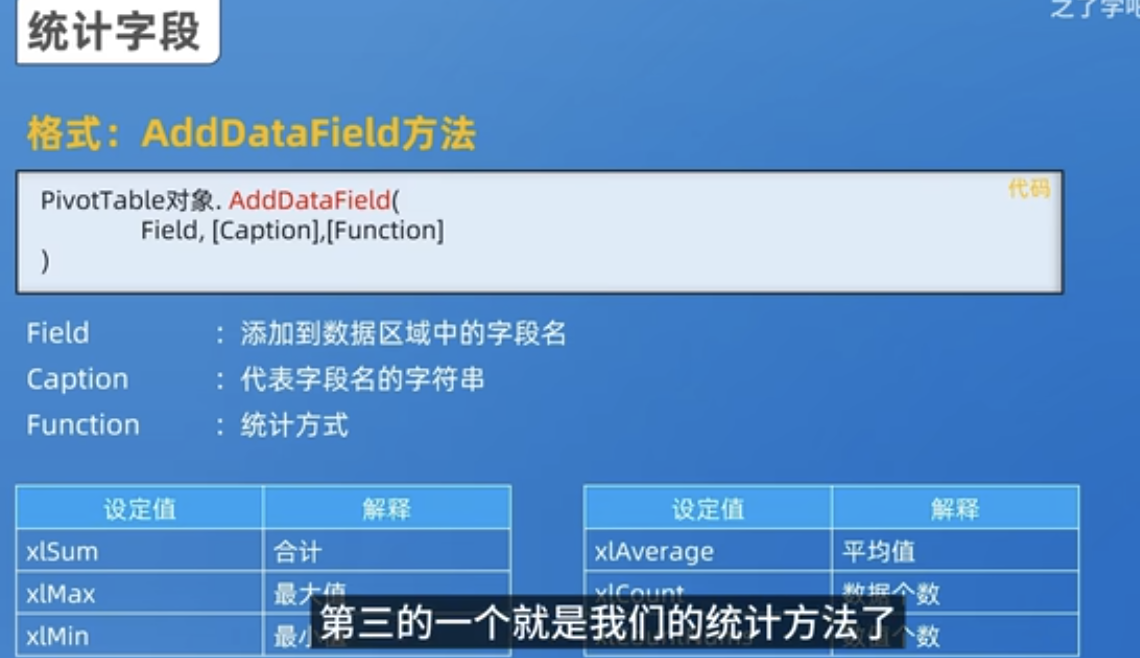 之了学吧
统计字段
格式：AddDataField方法
代码
PivotTable对象. AddDataField(
Field, [Caption],[Function]
)
Field : 添加到数据区域中的字段名
Caption : 代表字段名的字符串
Function : 统计方式
设定值 解释 设定值 解释
xlSum 合计 xlAverage 平均值
xlMax 最大值 xlCount 数据个数
xlMin 最小值 xlCountNums 数值个数
第三的一个就是我们的统计方法了